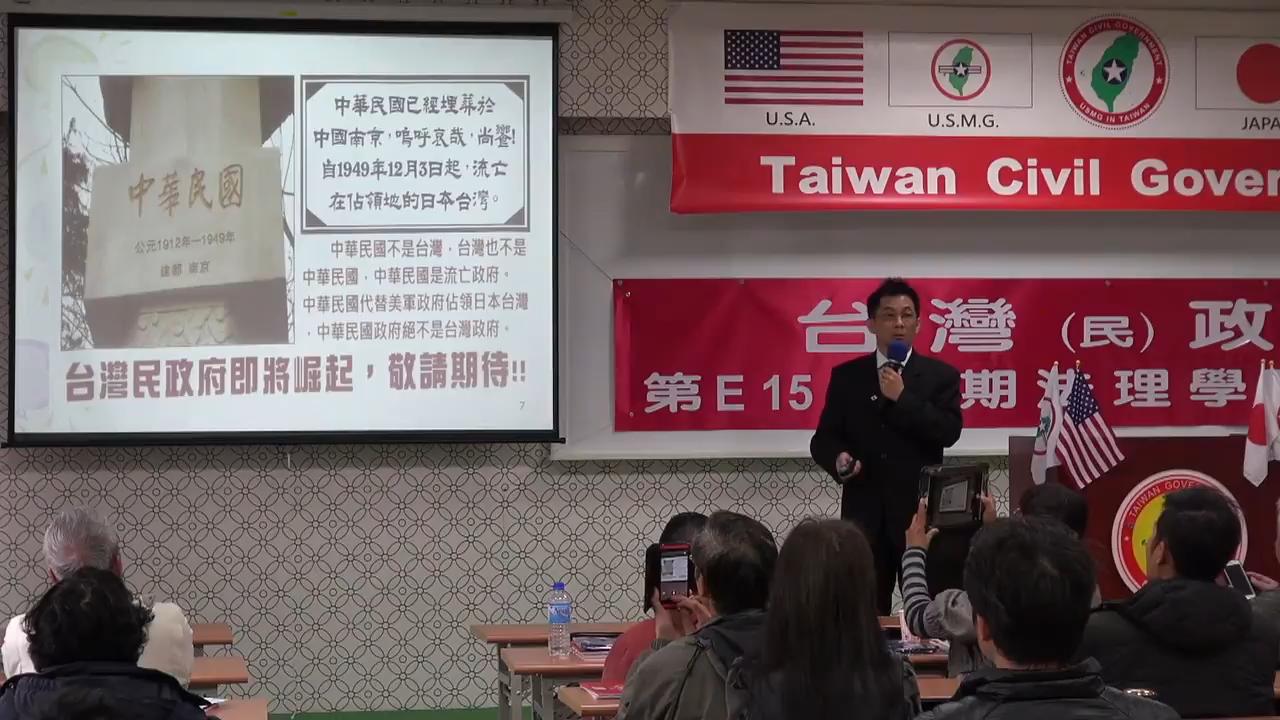 中華民國
公元1912年—1949年
建都 南京
中華民國已經埋葬於
中國南京，嗚呼哀哉，尚饗!
自1949年12月3日起，流亡
在佔領地的日本台灣。
中華民國不是台灣，台灣也不是
中華民國，中華民國是流亡政府。
中華民國代替美軍政府佔領日本台灣
，中華民國政府絕不是台灣政府。
台灣民政府即將崛起，敬請期待!!
7
U.S.A.
U.S.M.G.
TAIWAN CIVIL GOVERNMENT
USMG IN TAIWAN
JAPA
Taiwan Civil Gover
台灣（民）政
第E15 期法理學
TAIWAN GOVE